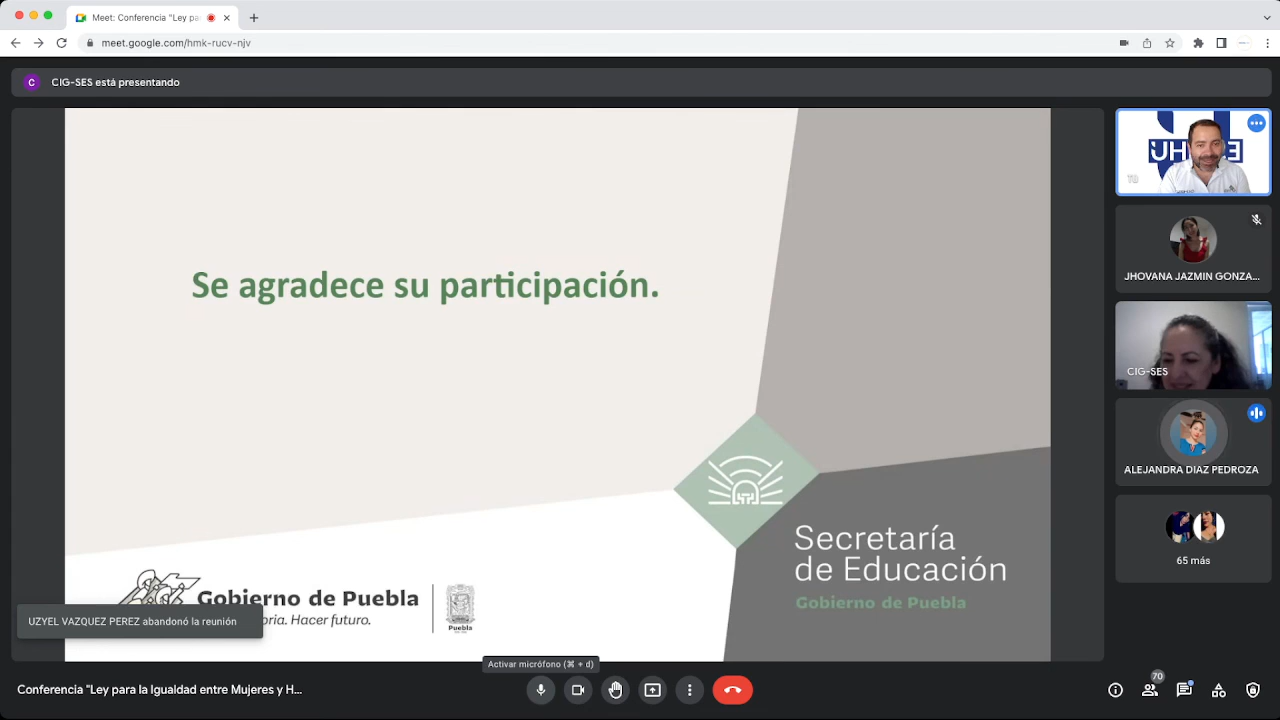 Meet: Conferencia "Ley pa
meet.google.com/hmk-rucv-njv
C
CIG-SES está presentando
Se agradece su participación.
Secretaría
de Educación
Gobierno de Puebla
Gobierno de Puebla
oria. Hacer futuro.
Puebla
UZYEL VAZQUEZ PEREZ abandonó la reunión
TB
JHOVANA JAZMIN GONZA...
CIG-SES
ALEJANDRA DIAZ PEDROZA
65 más
Activar micrófono (⌘ + d)
Conferencia "Ley para la Igualdad entre Mujeres y H...
70